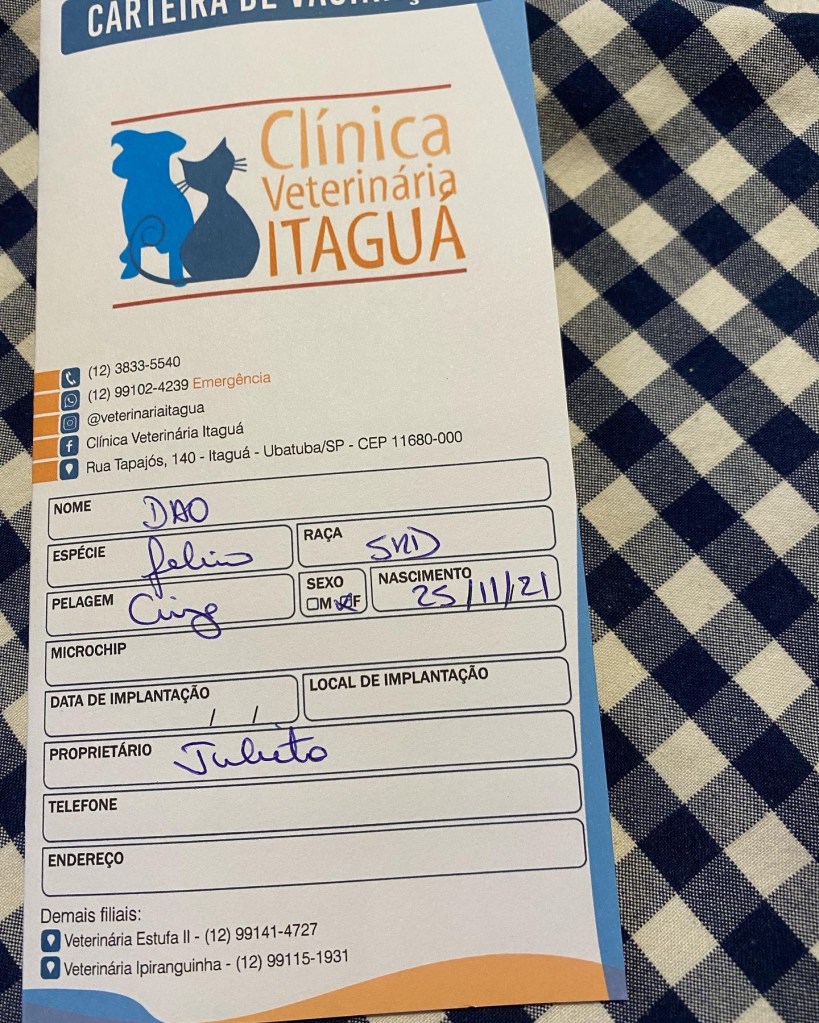 CARTEIRA DE
Clínica
Veterinária
ITAGUÁ
(12) 3833-5540
(12) 99102-4239 Emergência
@veterinariaitagua
Clínica Veterinária Itaguá
Rua Tapajós, 140 - Itaguá - Ubatuba/SP - CEP 11680-000
NOME DAO
ESPÉCIE felino RAÇA SRD
PELAGEM Cinza SEXO M F NASCIMENTO 25/11/21
MICROCHIP
DATA DE IMPLANTAÇÃO / / LOCAL DE IMPLANTAÇÃO
PROPRIETÁRIO
TELEFONE
ENDEREÇO
Demais filiais:
Veterinária Estufa II - (12) 99141-4727
Veterinária Ipiranguinha - (12) 99115-1931